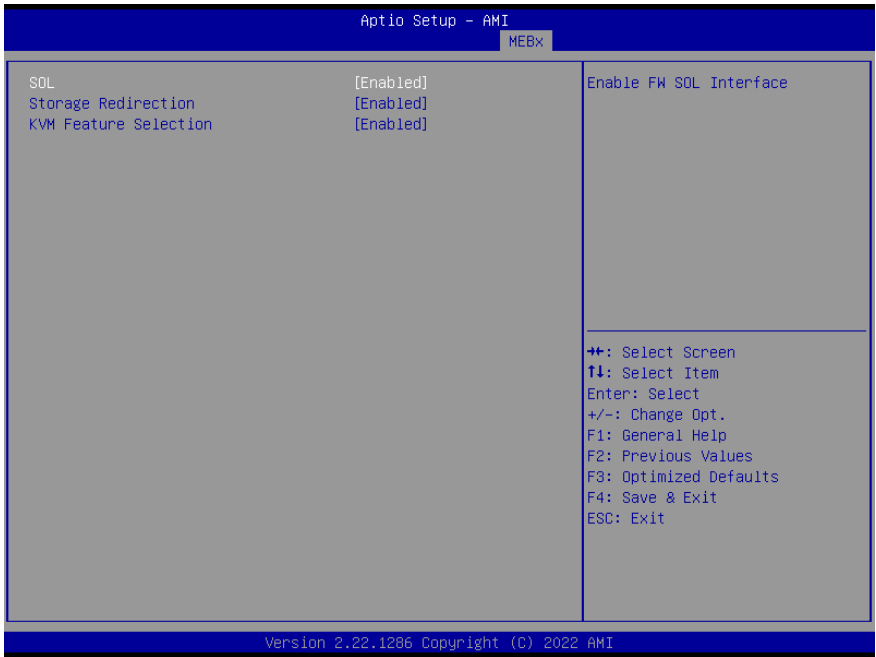 Aptio Setup – AMI
MEBx
SOL [Enabled] Enable FW SOL Interface
Storage Redirection [Enabled]
KVM Feature Selection [Enabled]
→←: Select Screen
↑↓: Select Item
Enter: Select
+/-: Change Opt.
F1: General Help
F2: Previous Values
F3: Optimized Defaults
F4: Save & Exit
ESC: Exit
Version 2.22.1286 Copyright (C) 2022 AMI